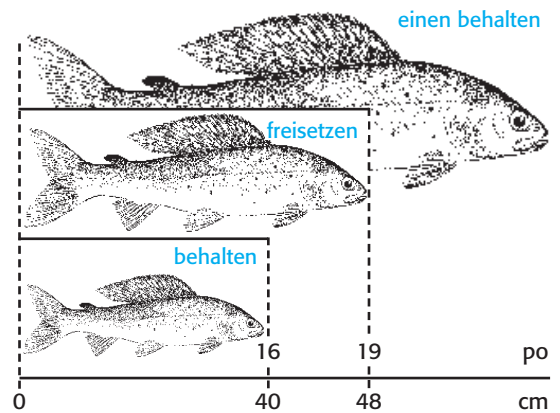 einen behalten
freisetzen
behalten
16 19 po
0 40 48 cm